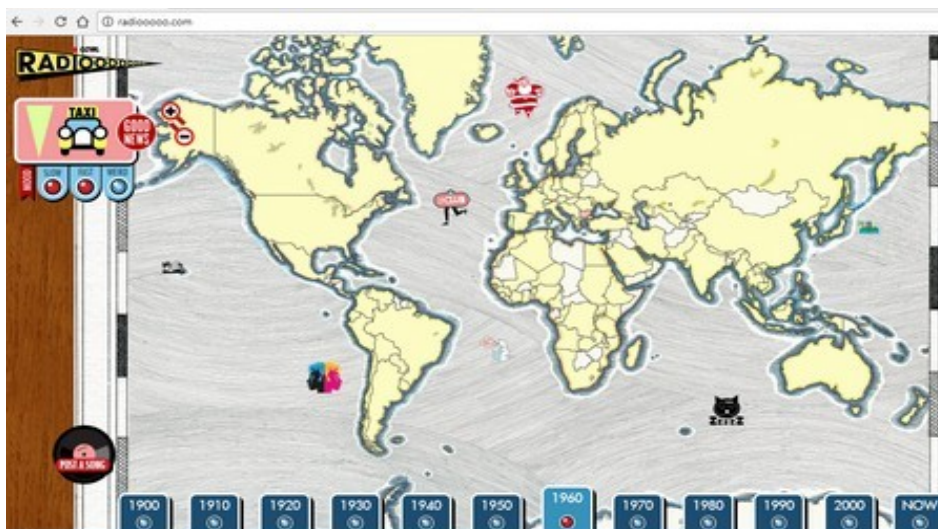 radiooooo.com
RADIOOOOO
TAXI
GOOD
NEWS
MOOD
SLOW
FAST
WEIRD
CLUB
POST A SONG
1900
1910
1920
1930
1940
1950
1960
1970
1980
1990
2000
NOW